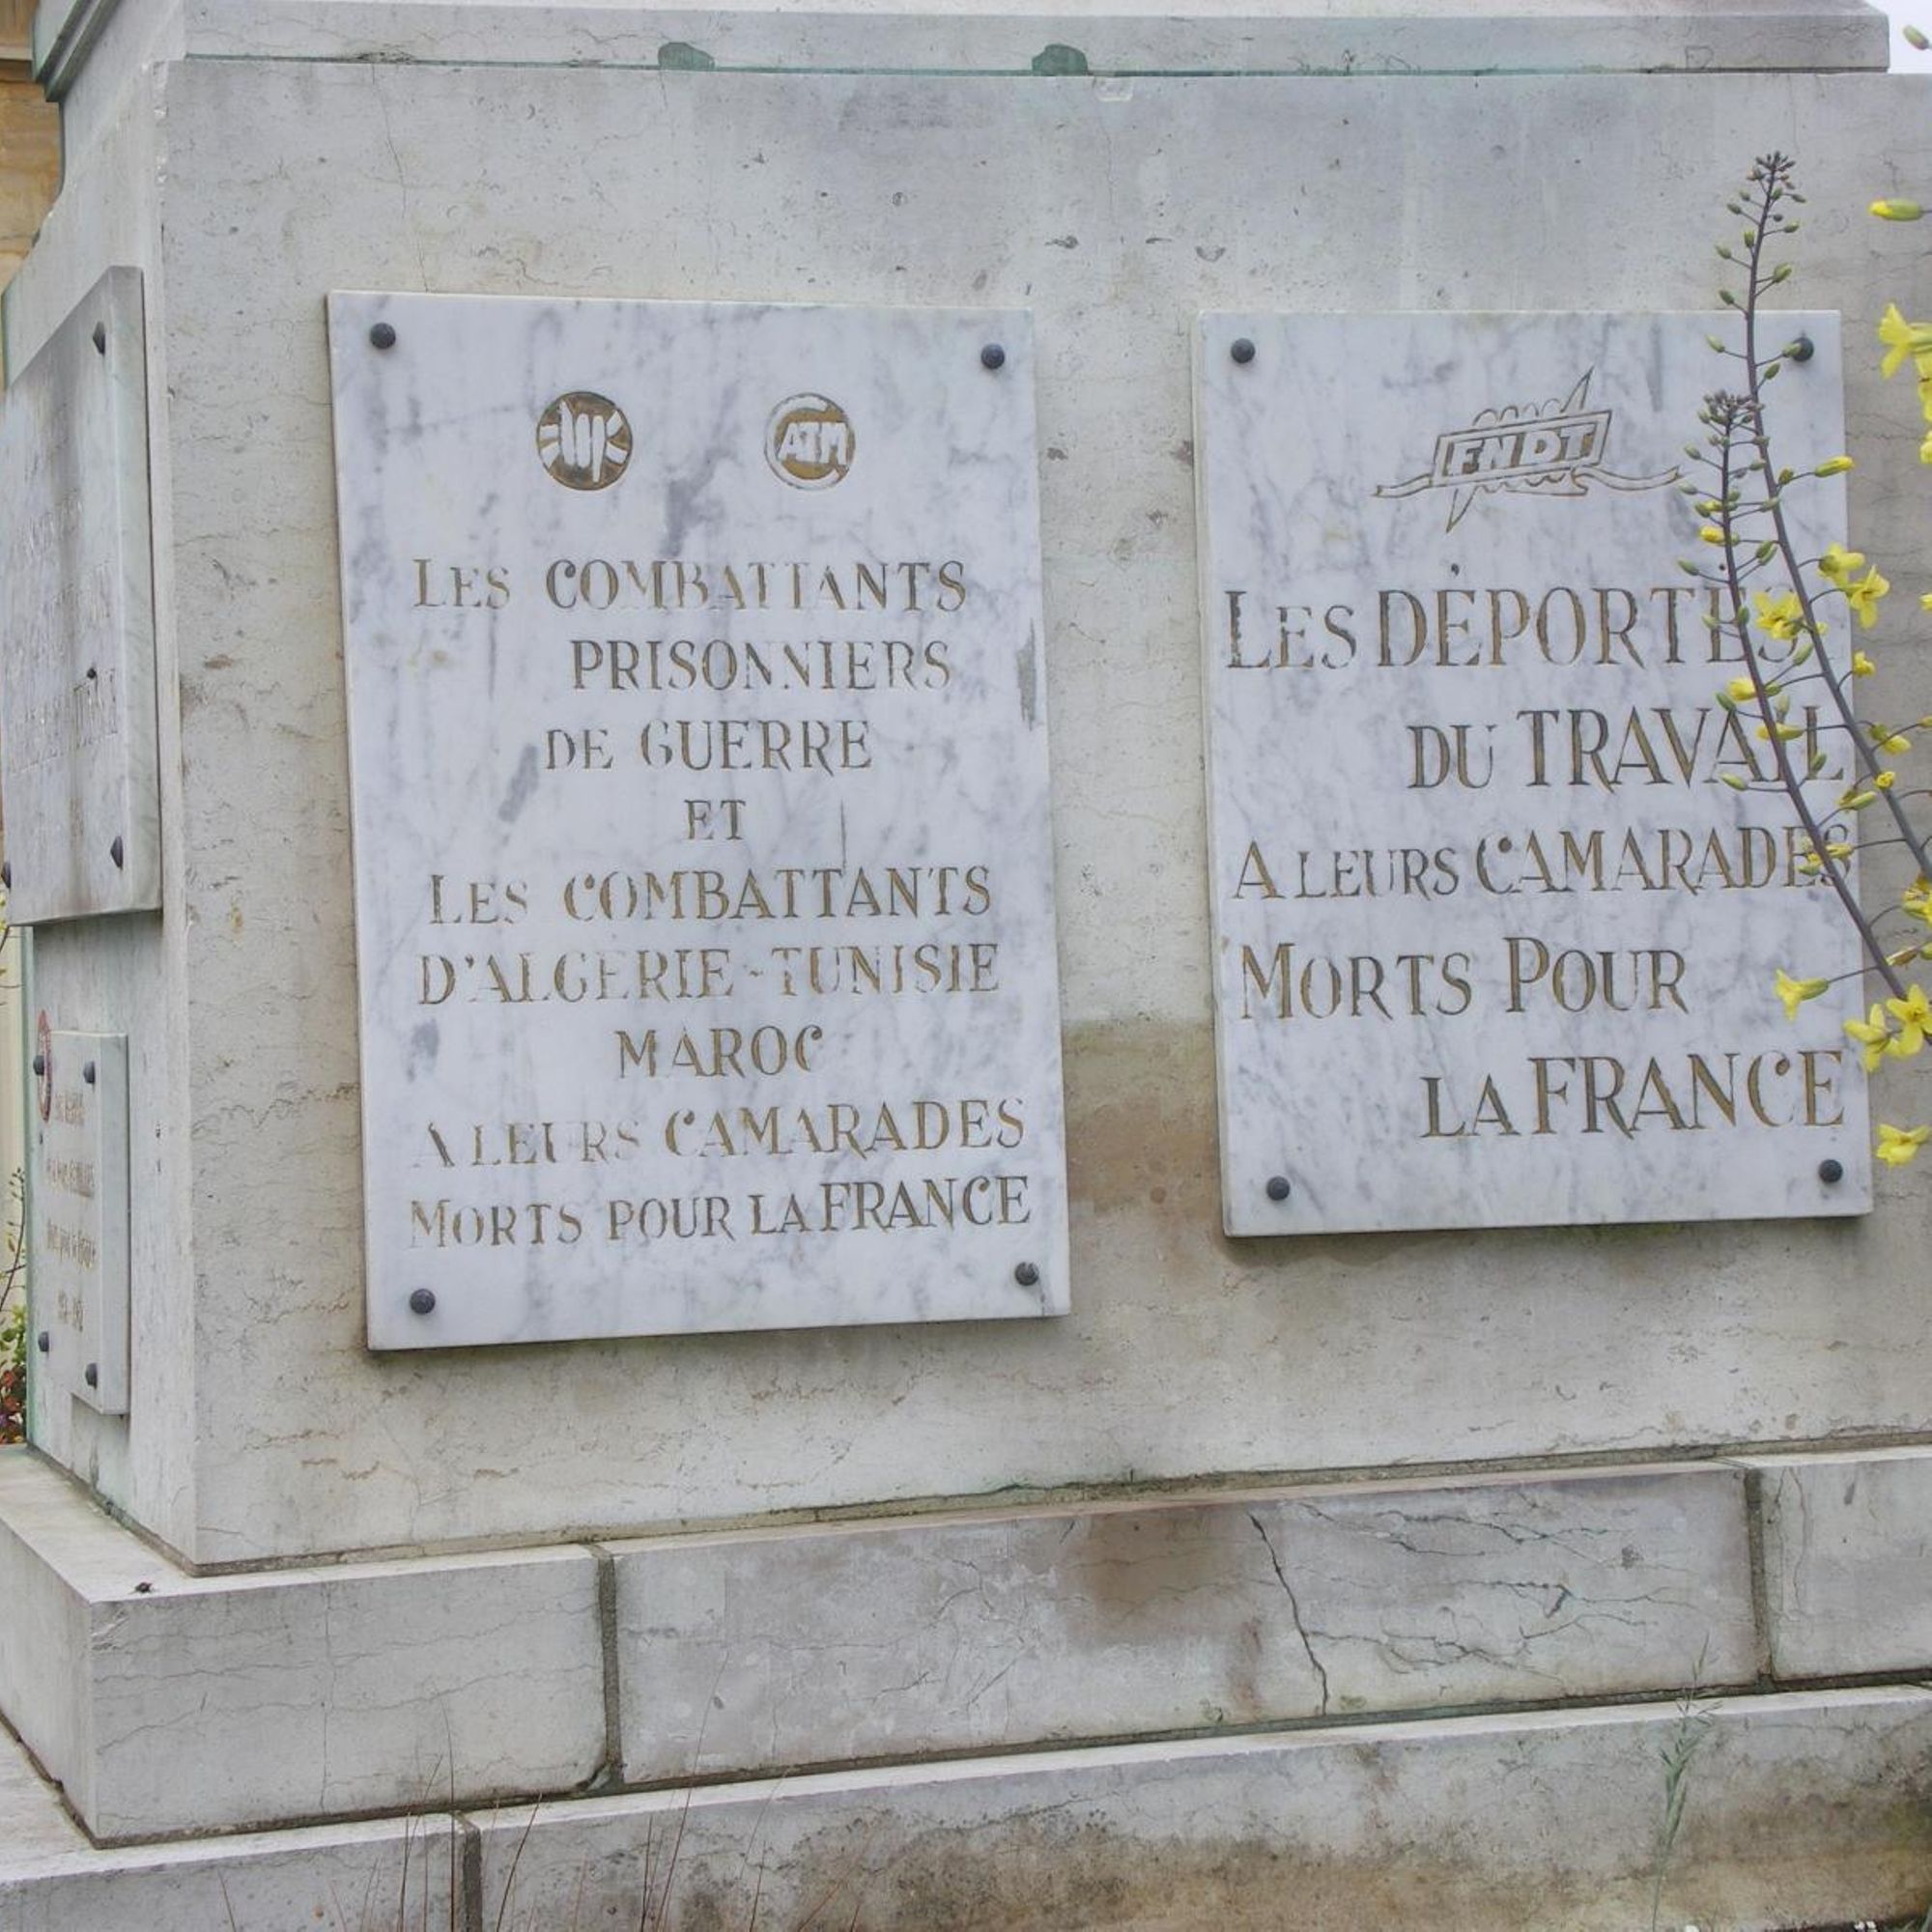 CATM
LES COMBATTANTS
PRISONNIERS
DE GUERRE
ET
LES COMBATTANTS
D'ALGERIE-TUNISIE
MAROC
A LEURS CAMARADES
MORTS POUR LA FRANCE
FNDT
LES DÉPORTÉS
DU TRAVAIL
A LEURS CAMARADES
MORTS POUR
LA FRANCE